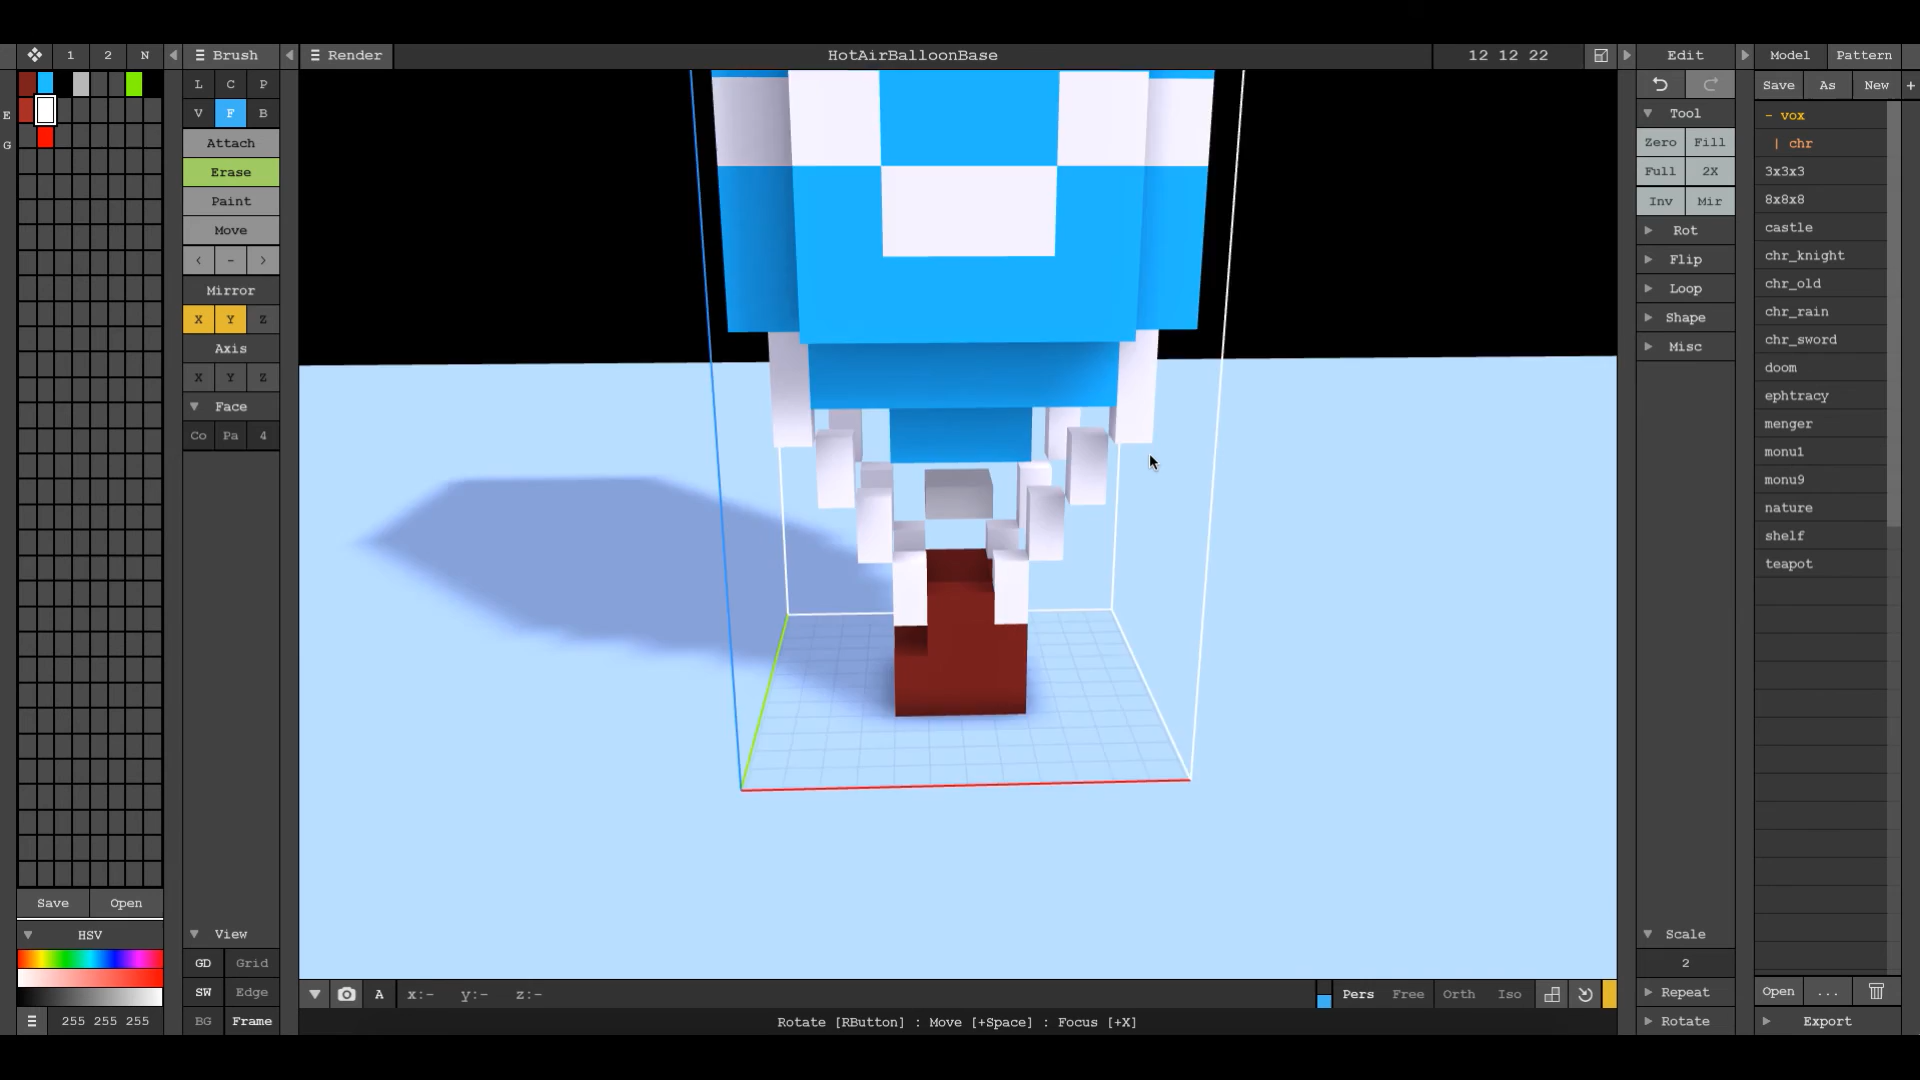 1 2 N
Brush
Render
HotAirBalloonBase
12 12 22
Edit
Model Pattern
L C P
Save As New +
V F B
E
G
Attach
Erase
Paint
Move
< - >
Mirror
X Y Z
Axis
X Y Z
Face
Co Pa 4
Tool
Zero Fill
Full 2X
Inv Mir
Rot
Flip
Loop
Shape
Misc
- vox
| chr
3x3x3
8x8x8
castle
chr_knight
chr_old
chr_rain
chr_sword
doom
ephtracy
menger
monu1
monu9
nature
shelf
teapot
Save Open
HSV
255 255 255
View
GD Grid
SW Edge
BG Frame
A x:- y:- z:-
Pers Free Orth Iso
Rotate [RButton] : Move [+Space] : Focus [+X]
Scale
2
Repeat
Rotate
Open ...
Export